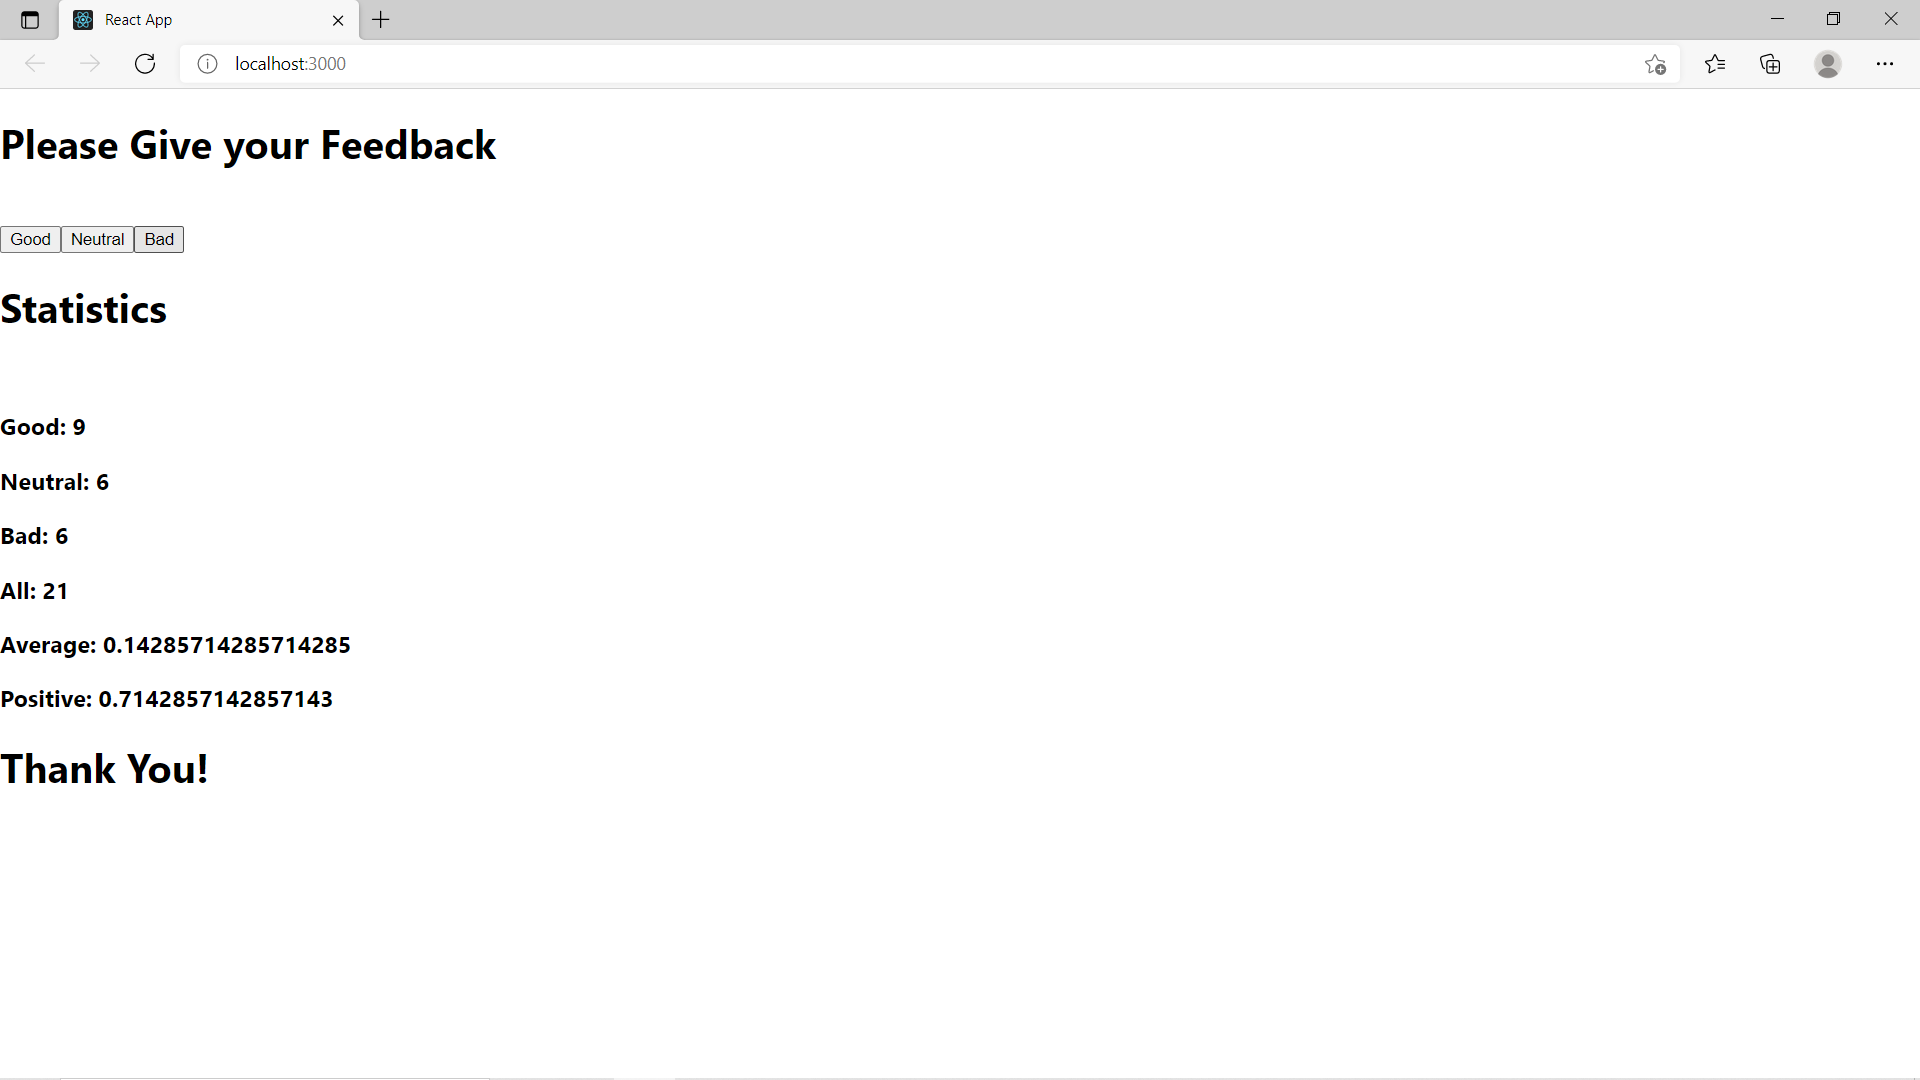 React App
localhost:3000
Please Give your Feedback
Good Neutral Bad
Statistics
Good: 9
Neutral: 6
Bad: 6
All: 21
Average: 0.14285714285714285
Positive: 0.7142857142857143
Thank You!